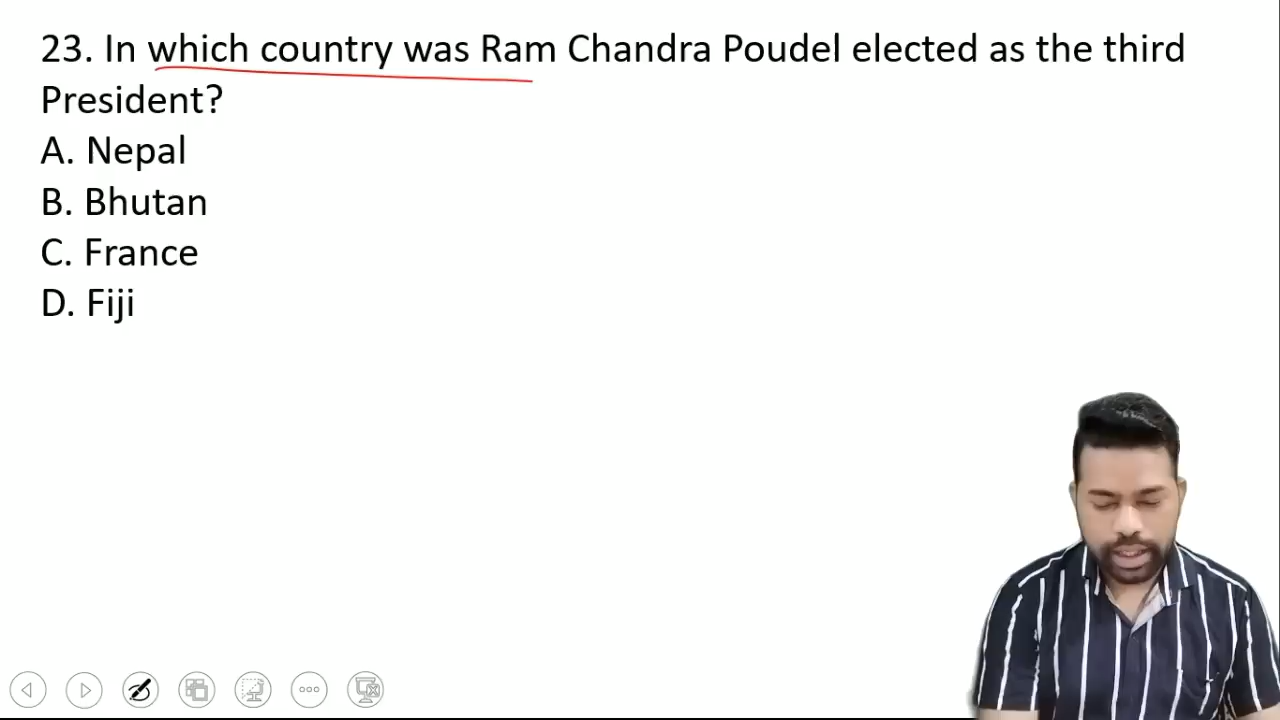 23. In which country was Ram Chandra Poudel elected as the third
President?
A. Nepal
B. Bhutan
C. France
D. Fiji